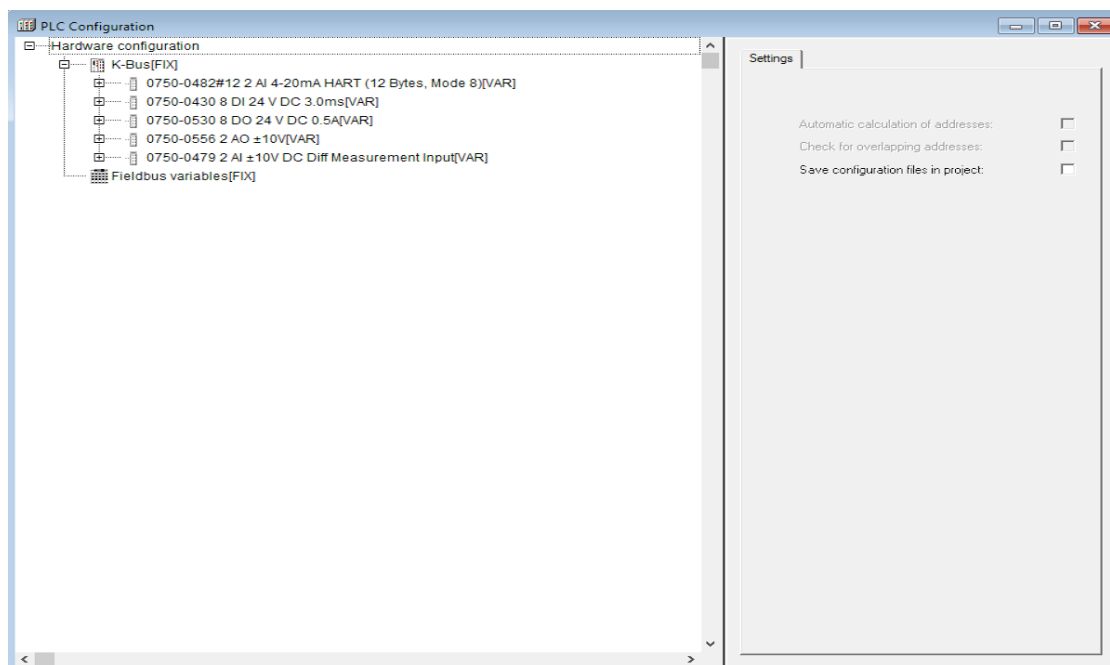 PLC Configuration
Hardware configuration
K-Bus[FIX]
0750-0482#12 2 AI 4-20mA HART (12 Bytes, Mode 8)[VAR]
0750-0430 8 DI 24 V DC 3.0ms[VAR]
0750-0530 8 DO 24 V DC 0.5A[VAR]
0750-0556 2 AO ±10V[VAR]
0750-0479 2 AI ±10V DC Diff Measurement Input[VAR]
Fieldbus variables[FIX]
Settings
Automatic calculation of addresses:
Check for overlapping addresses:
Save configuration files in project: